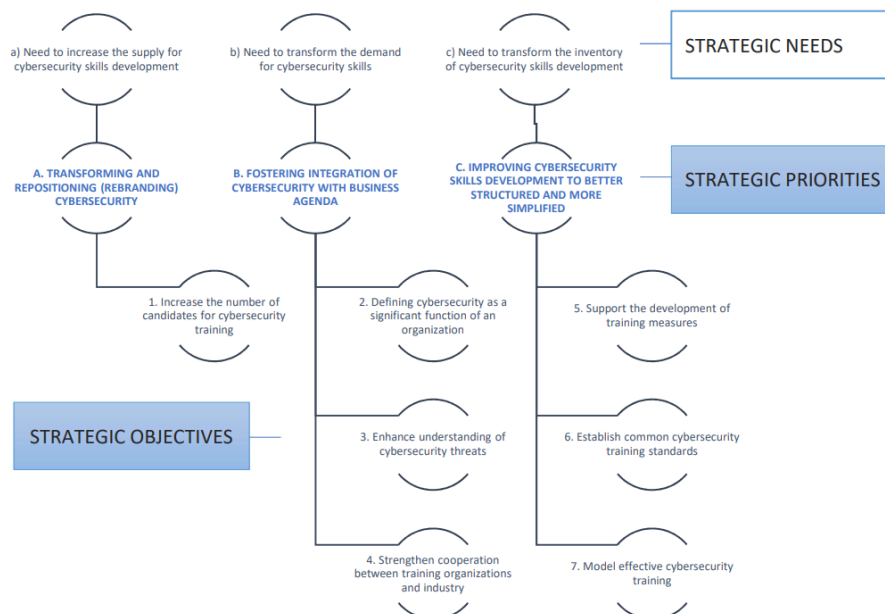 a) Need to increase the supply for
cybersecurity skills development
b) Need to transform the demand
for cybersecurity skills
c) Need to transform the inventory
of cybersecurity skills development
STRATEGIC NEEDS
A. TRANSFORMING AND
REPOSITIONING (REBRANDING)
CYBERSECURITY
B. FOSTERING INTEGRATION OF
CYBERSECURITY WITH BUSINESS
AGENDA
C. IMPROVING CYBERSECURITY
SKILLS DEVELOPMENT TO BETTER
STRUCTURED AND MORE
SIMPLIFIED
STRATEGIC PRIORITIES
1. Increase the number of
candidates for cybersecurity
training
2. Defining cybersecurity as a
significant function of an
organization
5. Support the development of
training measures
STRATEGIC OBJECTIVES
3. Enhance understanding of
cybersecurity threats
6. Establish common cybersecurity
training standards
4. Strengthen cooperation
between training organizations
and industry
7. Model effective cybersecurity
training